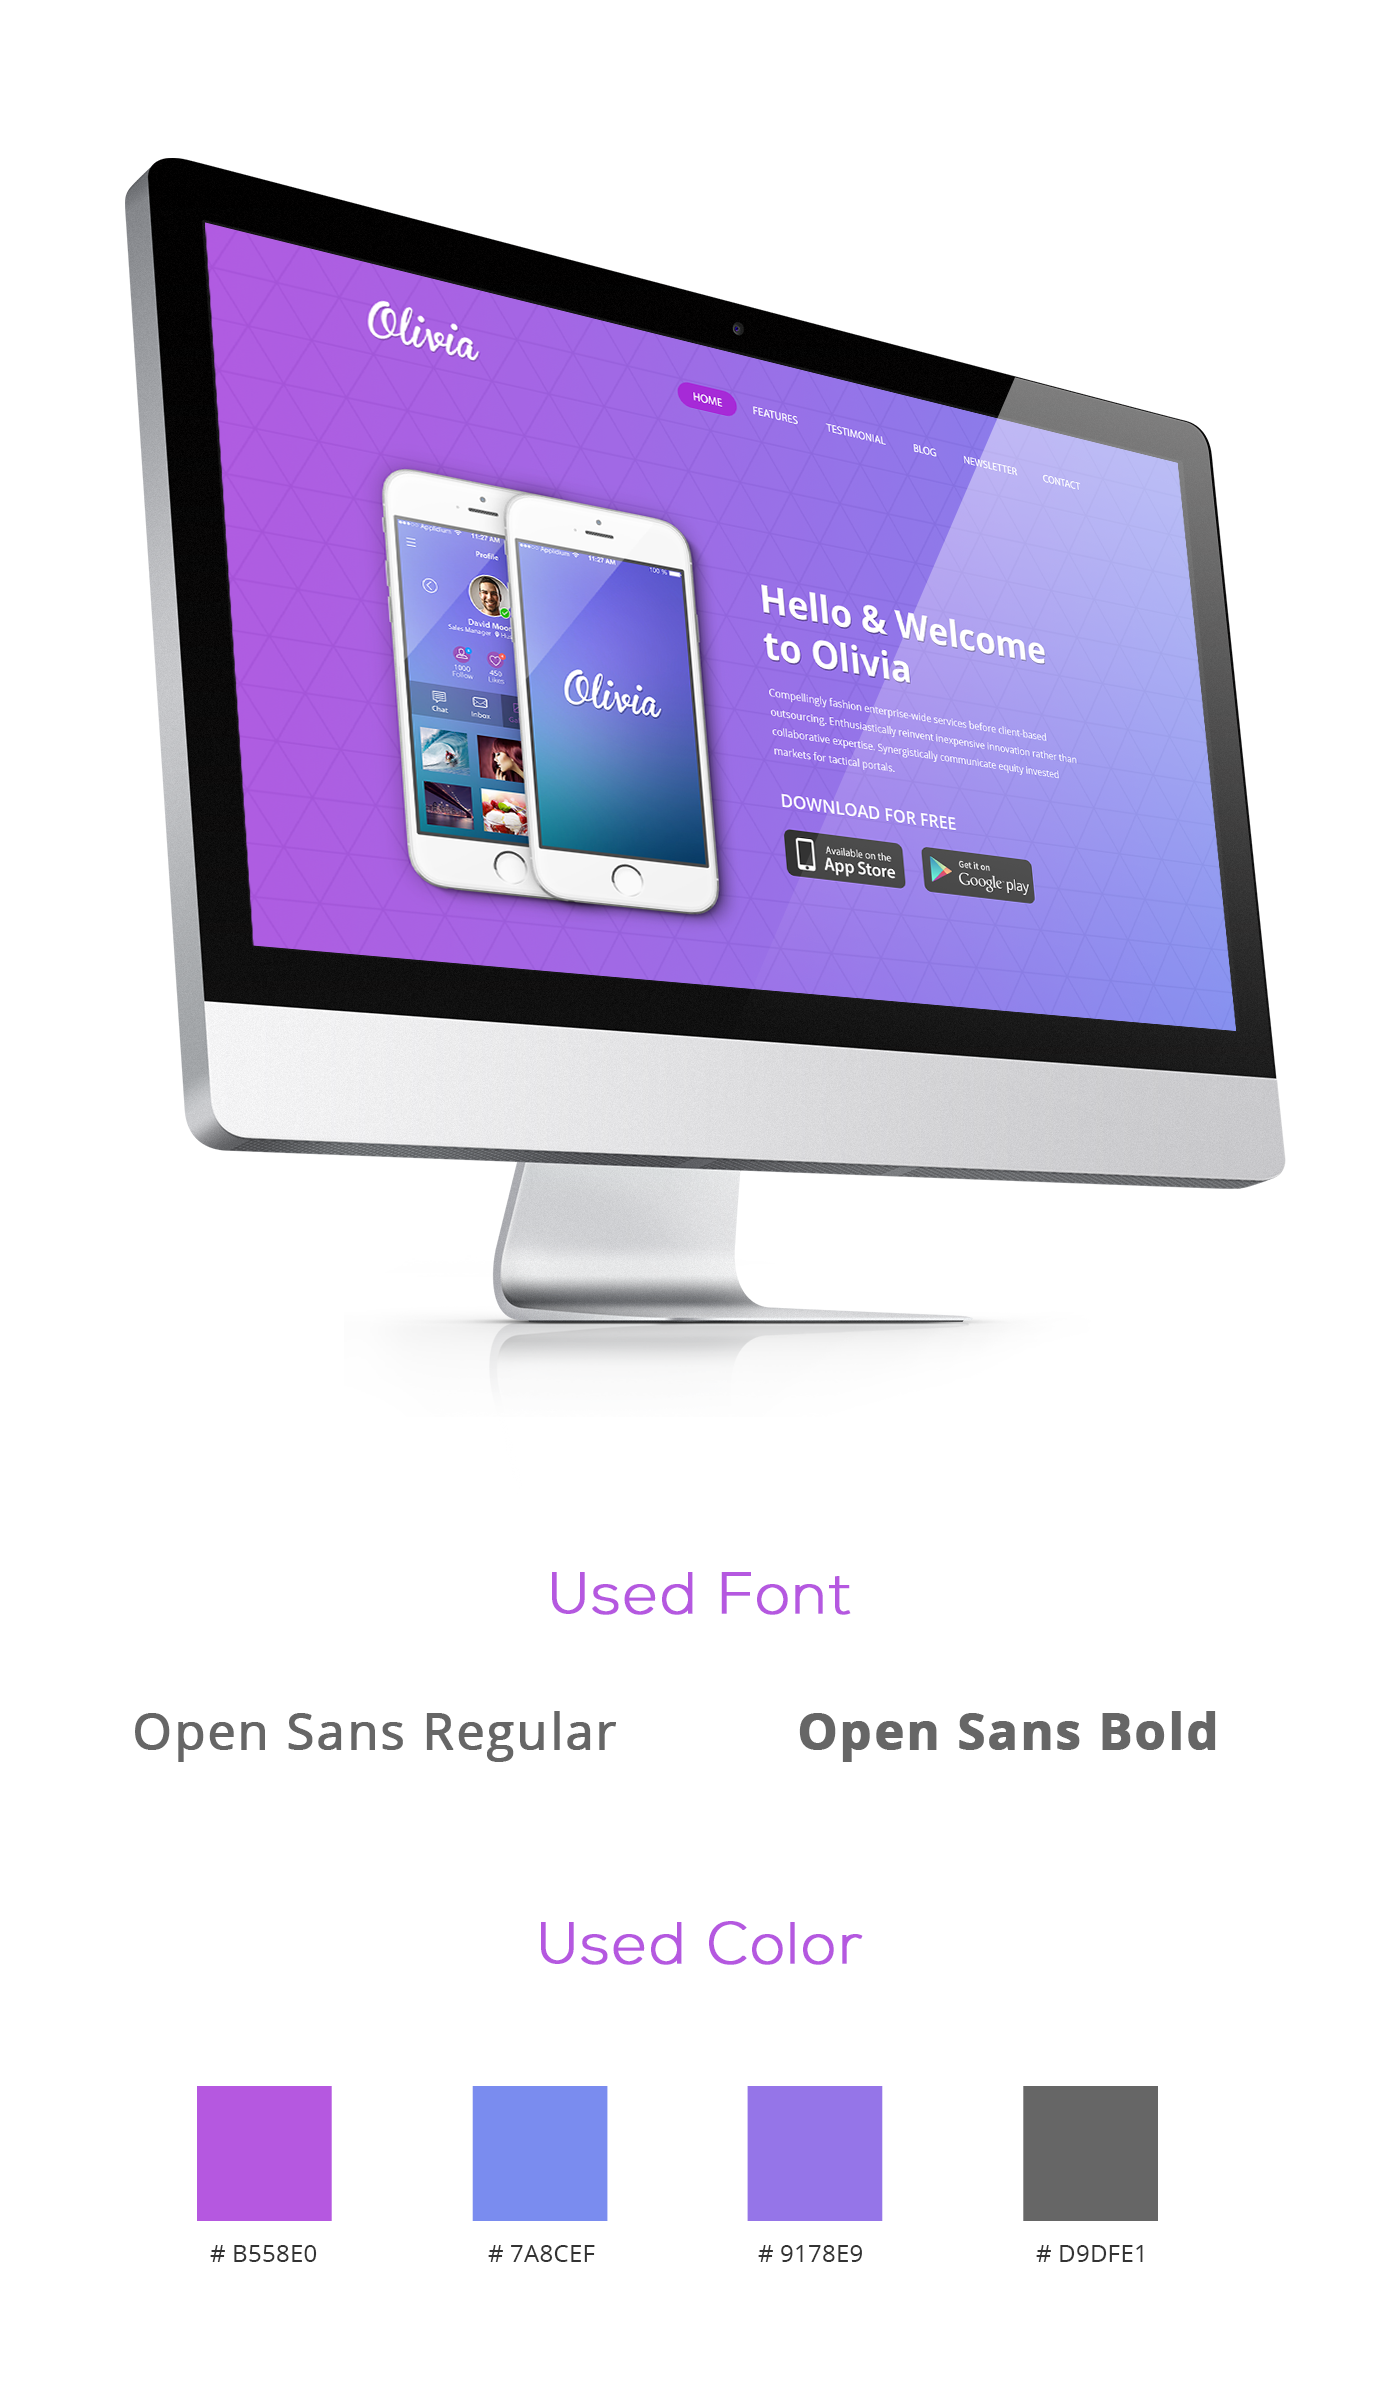 Olivia
HOME
FEATURES
TESTIMONIAL
BLOG
NEWSLETTER
CONTACT
Applidium
11:27 AM
Profile
David Moor
Sales Manager
1000
Follow
450
Likes
Chat
Inbox
Applidium
11:27 AM
100 %
Olivia
Hello & Welcome
to Olivia
Compellingly fashion enterprise-wide services before client-based
outsourcing. Enthusiastically reinvent inexpensive innovation rather than
collaborative expertise. Synergistically communicate equity invested
markets for tactical portals.
DOWNLOAD FOR FREE
Available on the
App Store
Get it on
Google play
Used Font
Open Sans Regular
Open Sans Bold
Used Color
# B558E0
# 7A8CEF
# 9178E9
# D9DFE1